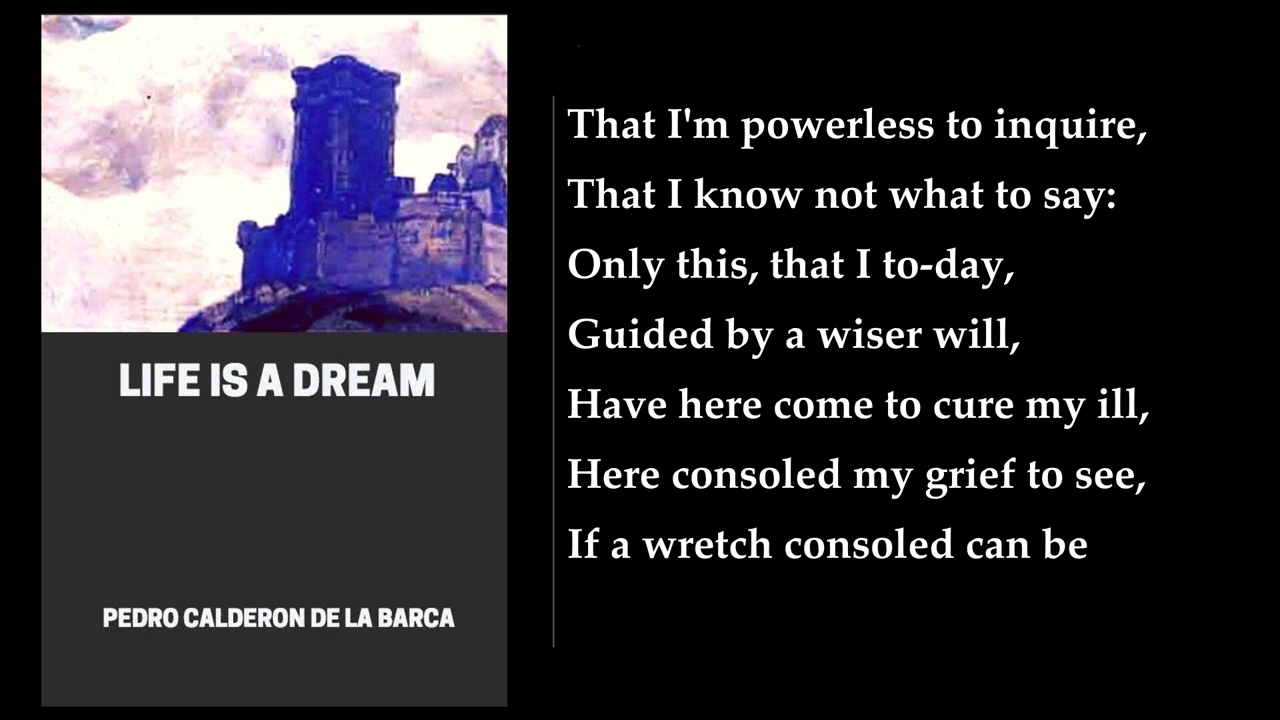 LIFE IS A DREAM
PEDRO CALDERON DE LA BARCA
That I'm powerless to inquire,
That I know not what to say:
Only this, that I to-day,
Guided by a wiser will,
Have here come to cure my ill,
Here consoled my grief to see,
If a wretch consoled can be